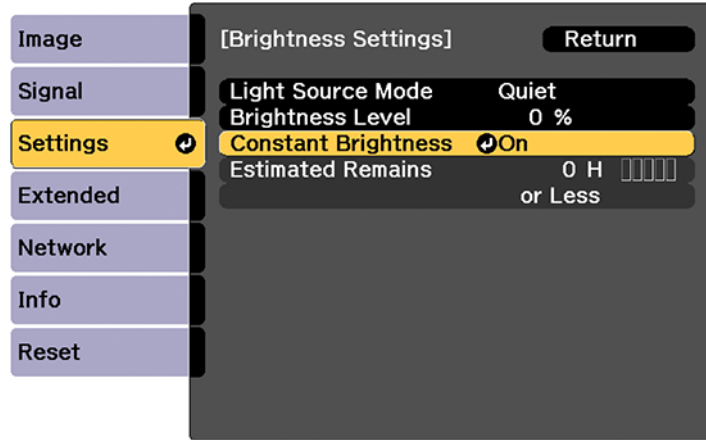 Image
Signal
Settings
Extended
Network
Info
Reset
[Brightness Settings] Return
Light Source Mode Quiet
Brightness Level 0 %
Constant Brightness On
Estimated Remains 0 H
or Less